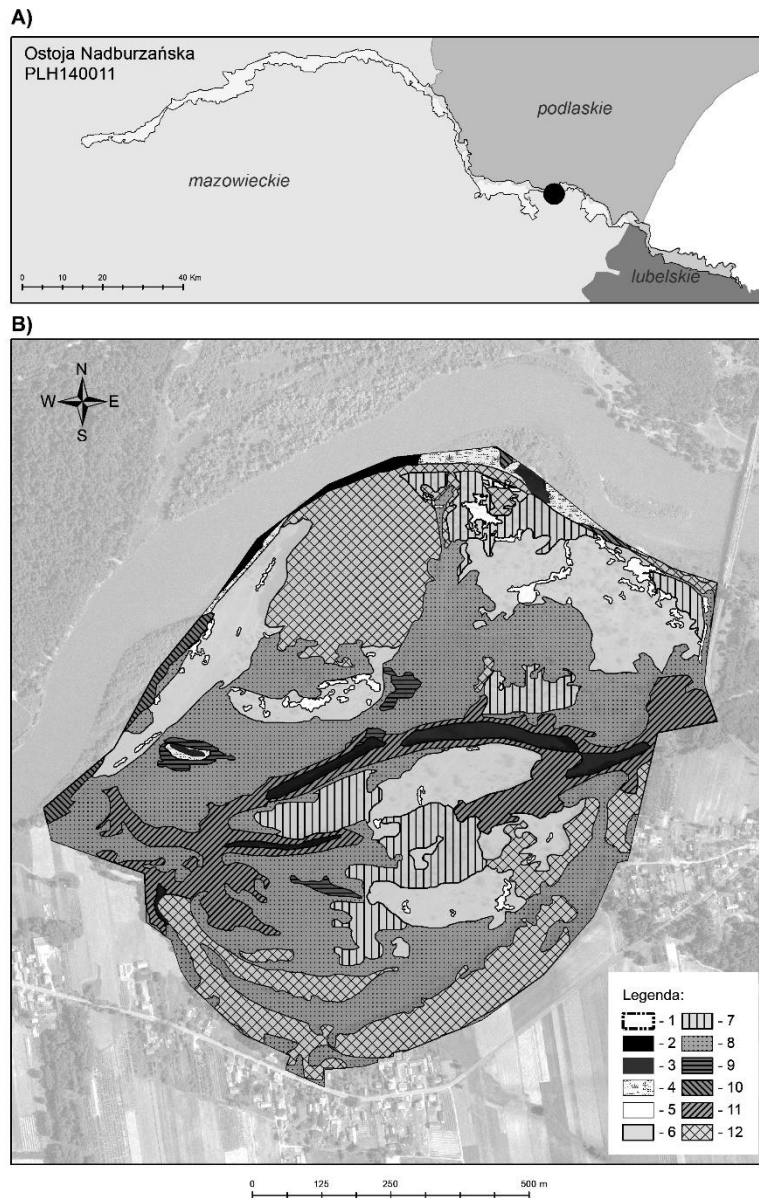 A)
Ostoja Nadburzańska
PLH140011
podlaskie
mazowieckie
lubelskie
0 10 20 40 Km
B)
N
W E
S
Legenda:
- 1 - 7
- 2 - 8
- 3 - 9
- 4 - 10
- 5 - 11
- 6 - 12
0 125 250 500 m